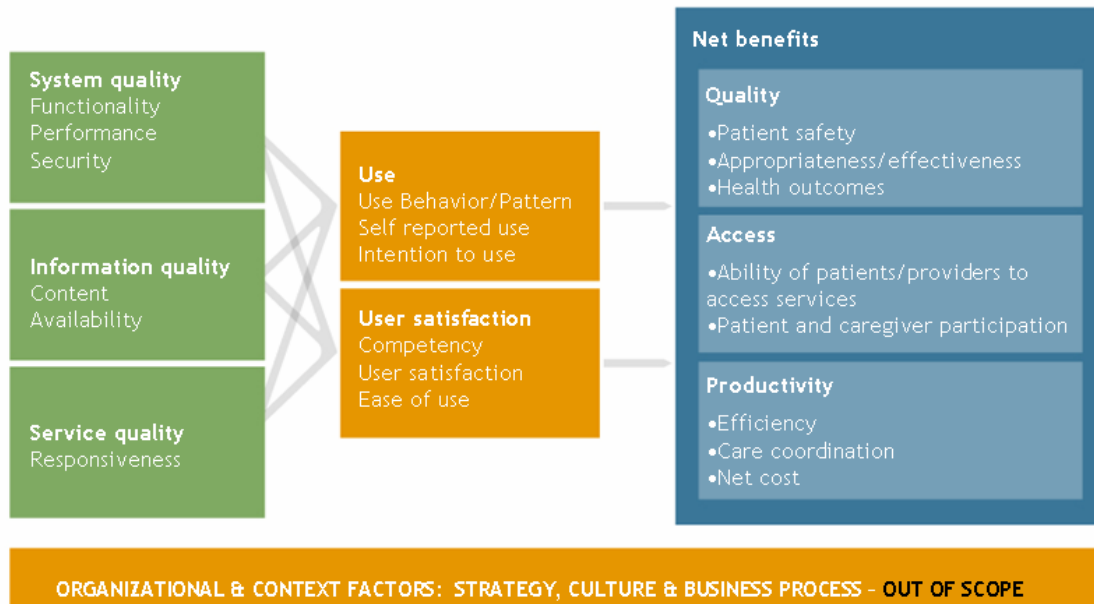 System quality
Functionality
Performance
Security
Information quality
Content
Availability
Service quality
Responsiveness
Use
Use Behavior/Pattern
Self reported use
Intention to use
User satisfaction
Competency
User satisfaction
Ease of use
Net benefits
Quality
•Patient safety
•Appropriateness/effectiveness
•Health outcomes
Access
•Ability of patients/providers to
access services
•Patient and caregiver participation
Productivity
•Efficiency
•Care coordination
•Net cost
ORGANIZATIONAL & CONTEXT FACTORS: STRATEGY, CULTURE & BUSINESS PROCESS - OUT OF SCOPE